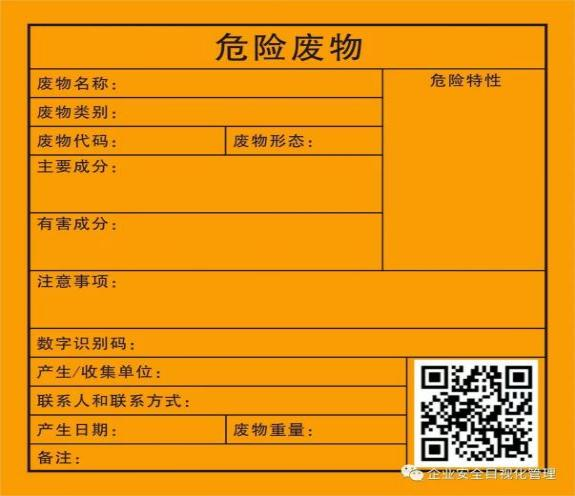 危险废物
废物名称：
危险特性
废物类别：
废物代码：
废物形态：
主要成分：
有害成分：
注意事项：
数字识别码：
产生/收集单位：
联系人和联系方式：
产生日期：
废物重量：
备注：
企业安全目视化管理